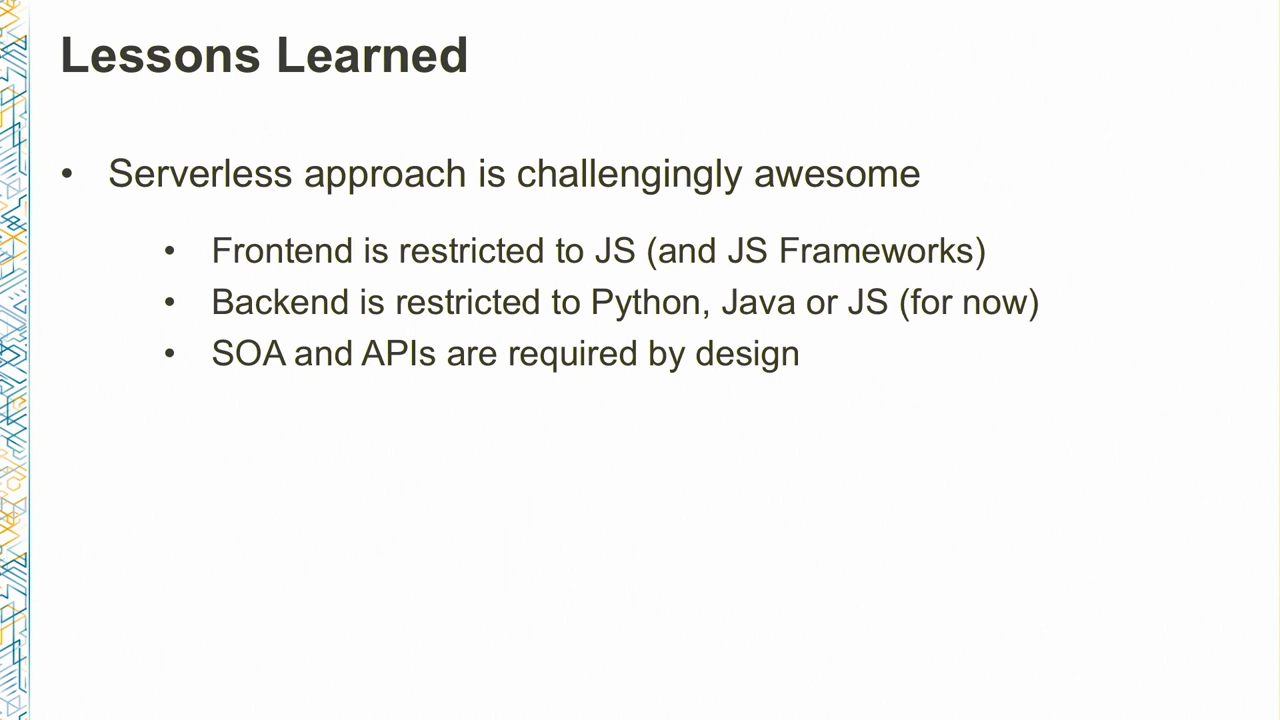 Lessons Learned
• Serverless approach is challengingly awesome
• Frontend is restricted to JS (and JS Frameworks)
• Backend is restricted to Python, Java or JS (for now)
• SOA and APIs are required by design